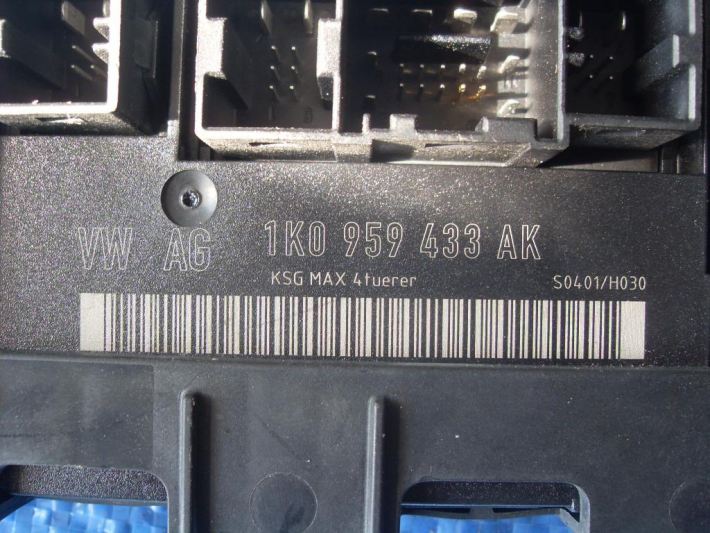 VW AG 1K0 959 433 AK
KSG MAX 4tuerer S0401/H030